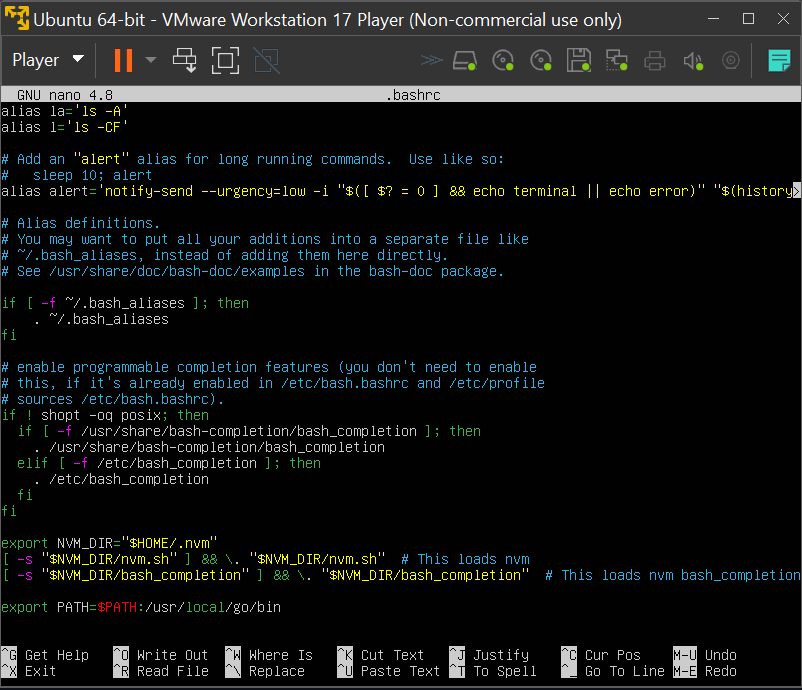 Ubuntu 64-bit - VMware Workstation 17 Player (Non-commercial use only)
Player
GNU nano 4.8 .bashrc
alias la='ls -A'
alias l='ls -CF'
# Add an "alert" alias for long running commands.  Use like so:
#   sleep 10; alert
alias alert='notify-send --urgency=low -i "$([ $? = 0 ] && echo terminal || echo error)" "$(history>
# Alias definitions.
# You may want to put all your additions into a separate file like
# ~/.bash_aliases, instead of adding them here directly.
# See /usr/share/doc/bash-doc/examples in the bash-doc package.
if [ -f ~/.bash_aliases ]; then
    . ~/.bash_aliases
fi
# enable programmable completion features (you don't need to enable
# this, if it's already enabled in /etc/bash.bashrc and /etc/profile
# sources /etc/bash.bashrc).
if ! shopt -oq posix; then
  if [ -f /usr/share/bash-completion/bash_completion ]; then
    . /usr/share/bash-completion/bash_completion
  elif [ -f /etc/bash_completion ]; then
    . /etc/bash_completion
  fi
fi
export NVM_DIR="$HOME/.nvm"
[ -s "$NVM_DIR/nvm.sh" ] && \. "$NVM_DIR/nvm.sh"  # This loads nvm
[ -s "$NVM_DIR/bash_completion" ] && \. "$NVM_DIR/bash_completion"  # This loads nvm bash_completion
export PATH=$PATH:/usr/local/go/bin
^G Get Help ^O Write Out ^W Where Is ^K Cut Text ^J Justify ^C Cur Pos M-U Undo
^X Exit ^R Read File ^\ Replace ^U Paste Text ^T To Spell ^_ Go To Line M-E Redo